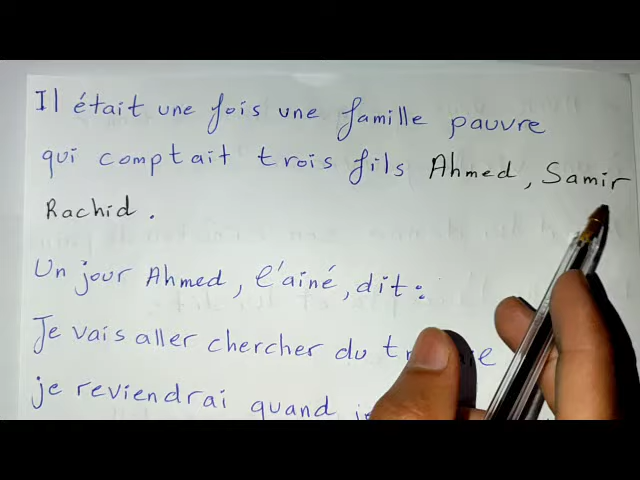 Il était une fois une famille pauvre
qui comptait trois fils Ahmed, Samir
Rachid.
Un jour Ahmed, l'ainé, dit:
Je vais aller chercher du
je reviendrai quand